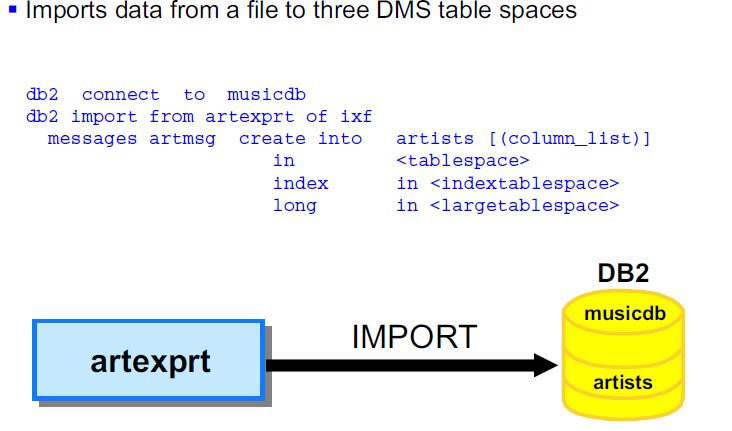 ▪ Imports data from a file to three DMS table spaces
db2 connect to musicdb
db2 import from artexprt of ixf
messages artmsg create into artists [(column_list)]
in <tablespace>
index in <indextablespace>
long in <largetablespace>
DB2
musicdb
IMPORT
artexprt
artists